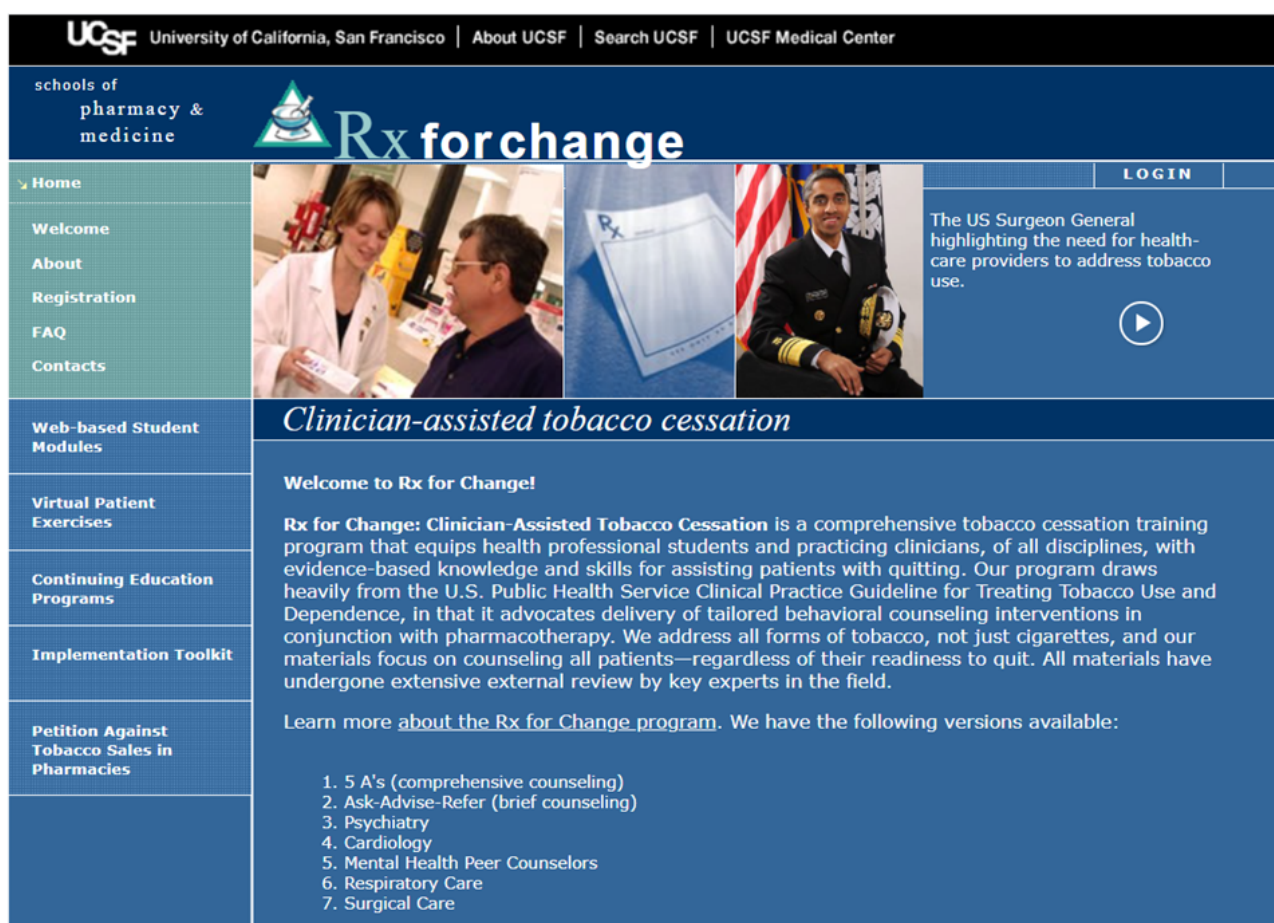 UCSF University of California, San Francisco | About UCSF | Search UCSF | UCSF Medical Center
schools of
pharmacy &
medicine
Rx for change
Home
Welcome
About
Registration
FAQ
Contacts
Web-based Student
Modules
Virtual Patient
Exercises
Continuing Education
Programs
Implementation Toolkit
Petition Against
Tobacco Sales in
Pharmacies
Rx
LOGIN
The US Surgeon General
highlighting the need for health-
care providers to address tobacco
use.
Clinician-assisted tobacco cessation
Welcome to Rx for Change!
Rx for Change: Clinician-Assisted Tobacco Cessation is a comprehensive tobacco cessation training
program that equips health professional students and practicing clinicians, of all disciplines, with
evidence-based knowledge and skills for assisting patients with quitting. Our program draws
heavily from the U.S. Public Health Service Clinical Practice Guideline for Treating Tobacco Use and
Dependence, in that it advocates delivery of tailored behavioral counseling interventions in
conjunction with pharmacotherapy. We address all forms of tobacco, not just cigarettes, and our
materials focus on counseling all patients—regardless of their readiness to quit. All materials have
undergone extensive external review by key experts in the field.
Learn more about the Rx for Change program. We have the following versions available:
1. 5 A's (comprehensive counseling)
2. Ask-Advise-Refer (brief counseling)
3. Psychiatry
4. Cardiology
5. Mental Health Peer Counselors
6. Respiratory Care
7. Surgical Care